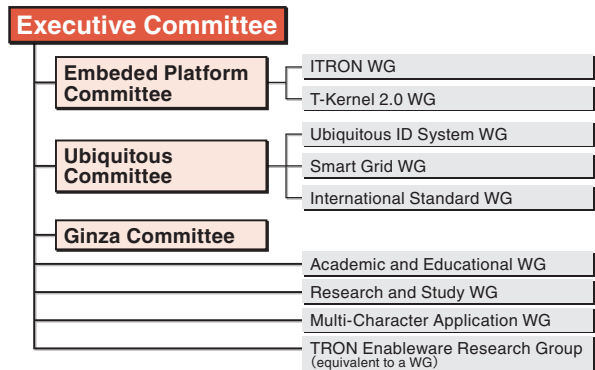 Executive Committee
Embeded Platform
Committee
ITRON WG
T-Kernel 2.0 WG
Ubiquitous
Committee
Ubiquitous ID System WG
Smart Grid WG
International Standard WG
Ginza Committee
Academic and Educational WG
Research and Study WG
Multi-Character Application WG
TRON Enableware Research Group
(equivalent to a WG)